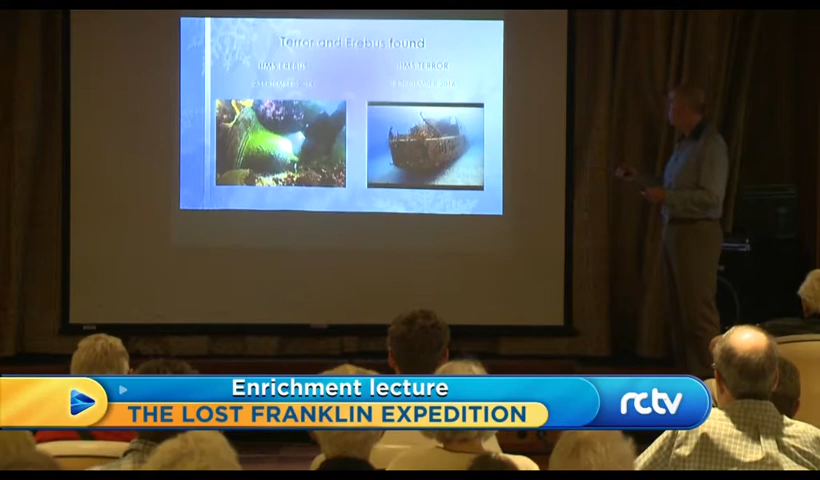 Terror and Erebus found
HMS EREBUS
HMS TERROR
Enrichment lecture
THE LOST FRANKLIN EXPEDITION
rctv